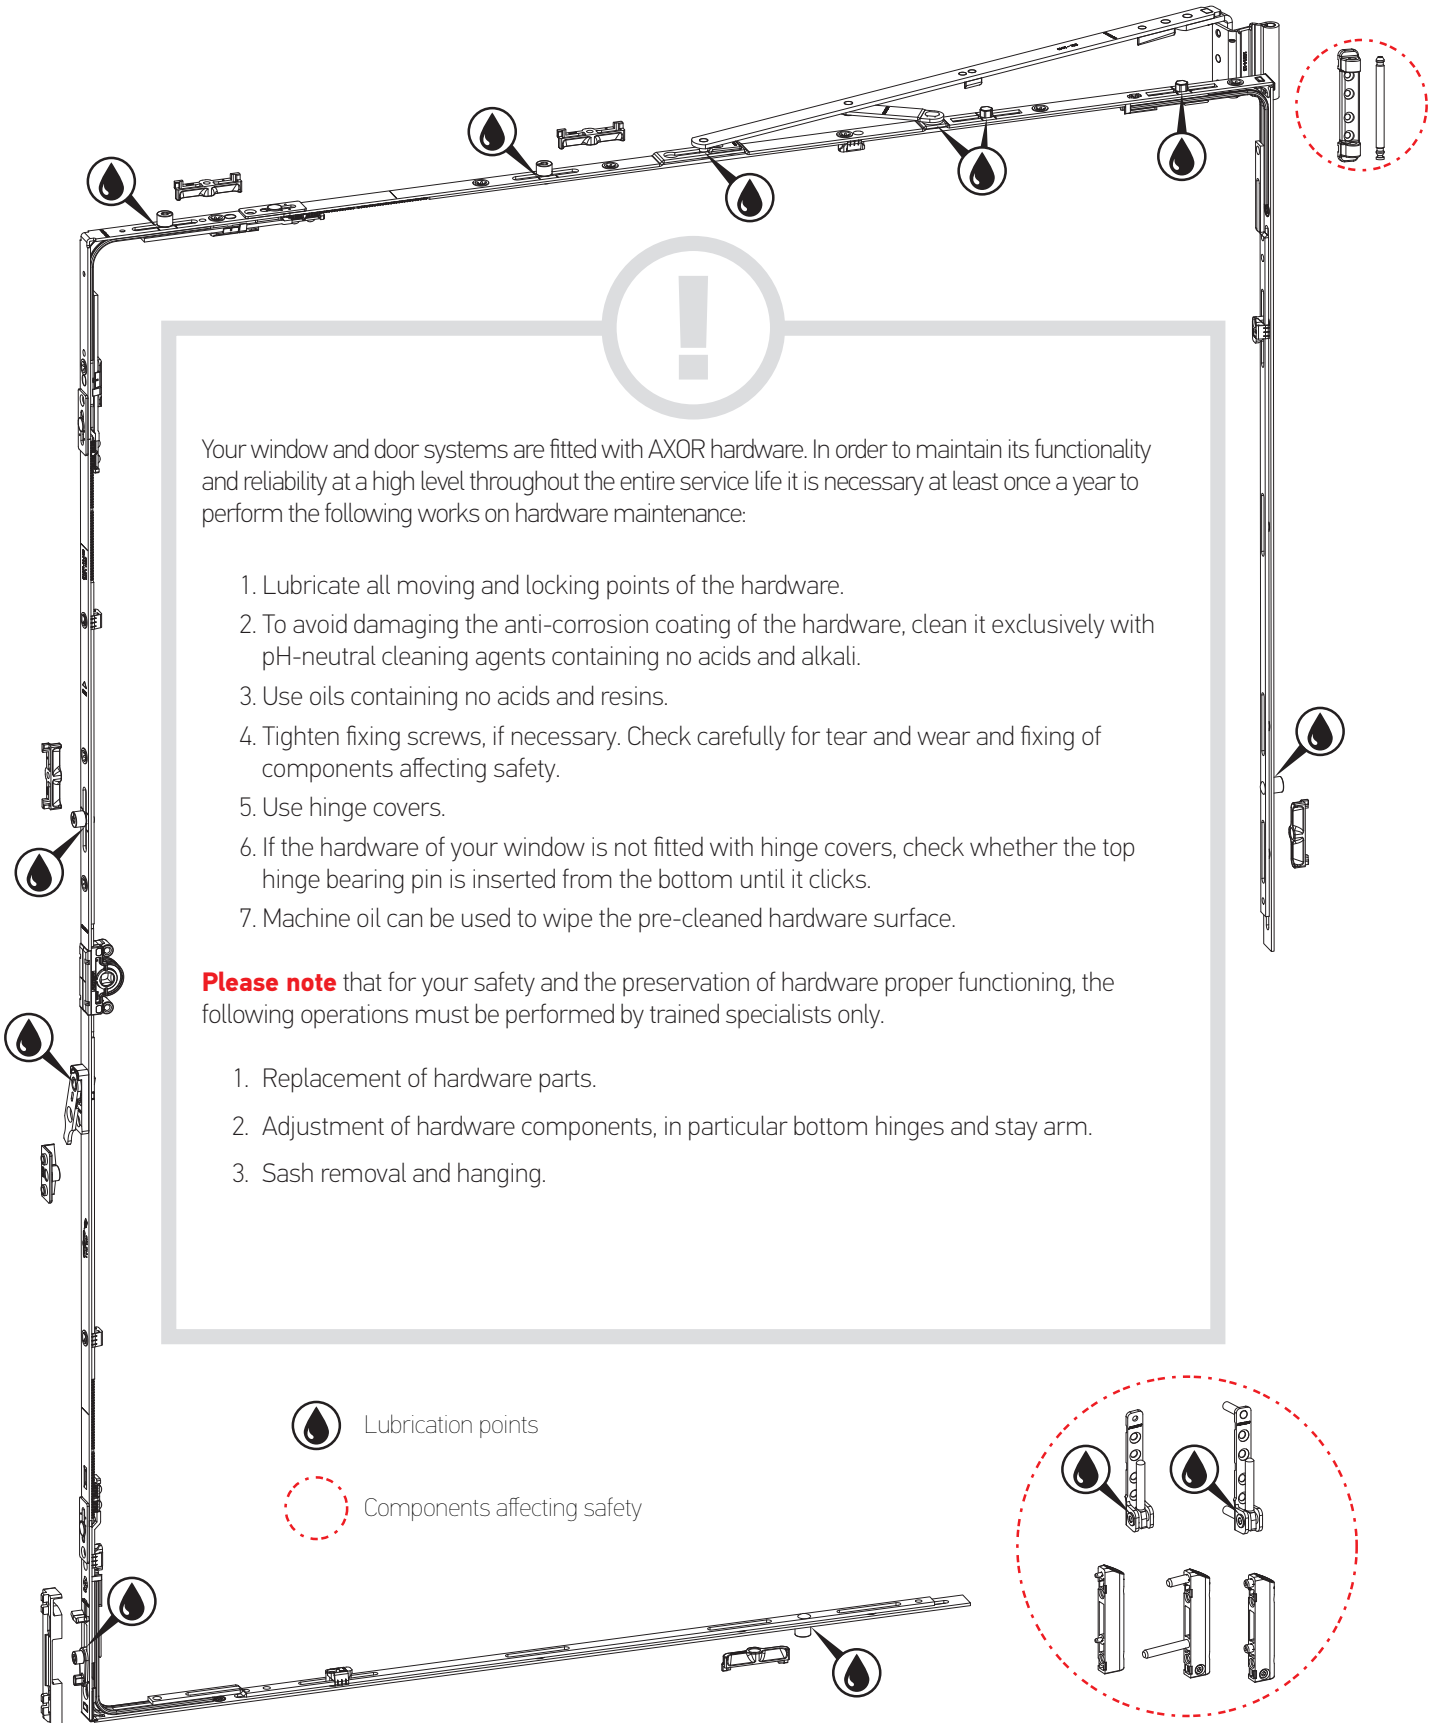 Your window and door systems are fitted with AXOR hardware. In order to maintain its functionality
and reliability at a high level throughout the entire service life it is necessary at least once a year to
perform the following works on hardware maintenance:
1. Lubricate all moving and locking points of the hardware.
2. To avoid damaging the anti-corrosion coating of the hardware, clean it exclusively with
pH-neutral cleaning agents containing no acids and alkali.
3. Use oils containing no acids and resins.
4. Tighten fixing screws, if necessary. Check carefully for tear and wear and fixing of
components affecting safety.
5. Use hinge covers.
6. If the hardware of your window is not fitted with hinge covers, check whether the top
hinge bearing pin is inserted from the bottom until it clicks.
7. Machine oil can be used to wipe the pre-cleaned hardware surface.
Please note that for your safety and the preservation of hardware proper functioning, the
following operations must be performed by trained specialists only.
1. Replacement of hardware parts.
2. Adjustment of hardware components, in particular bottom hinges and stay arm.
3. Sash removal and hanging.
Lubrication points
Components affecting safety